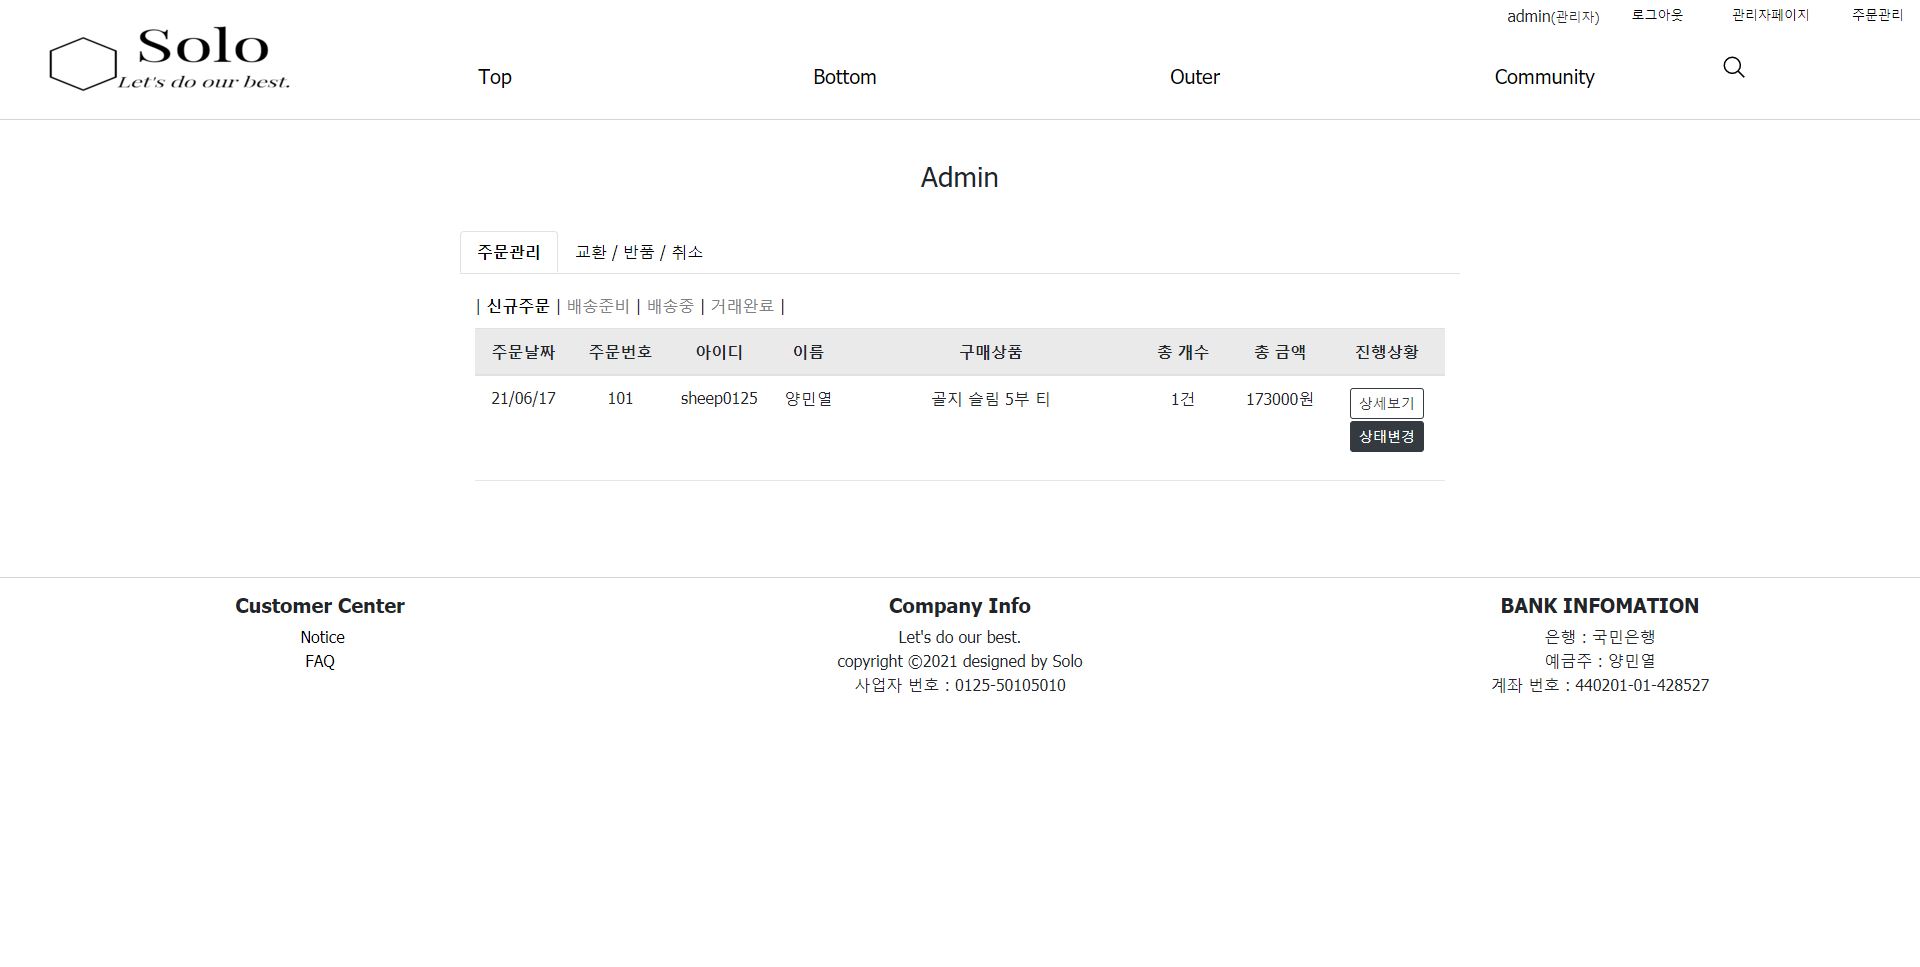 admin(관리자) 로그아웃 관리자페이지 주문관리
Solo
Let's do our best.
Top Bottom Outer Community
Admin
주문관리 교환 / 반품 / 취소
| 신규주문 | 배송준비 | 배송중 | 거래완료 |
주문날짜 주문번호 아이디 이름 구매상품 총 개수 총 금액 진행상황
21/06/17 101 sheep0125 양민열 골지 슬림 5부 티 1건 173000원 상세보기
상태변경
Customer Center
Notice
FAQ
Company Info
Let's do our best.
copyright ©2021 designed by Solo
사업자 번호 : 0125-50105010
BANK INFOMATION
은행 : 국민은행
예금주 : 양민열
계좌 번호 : 440201-01-428527